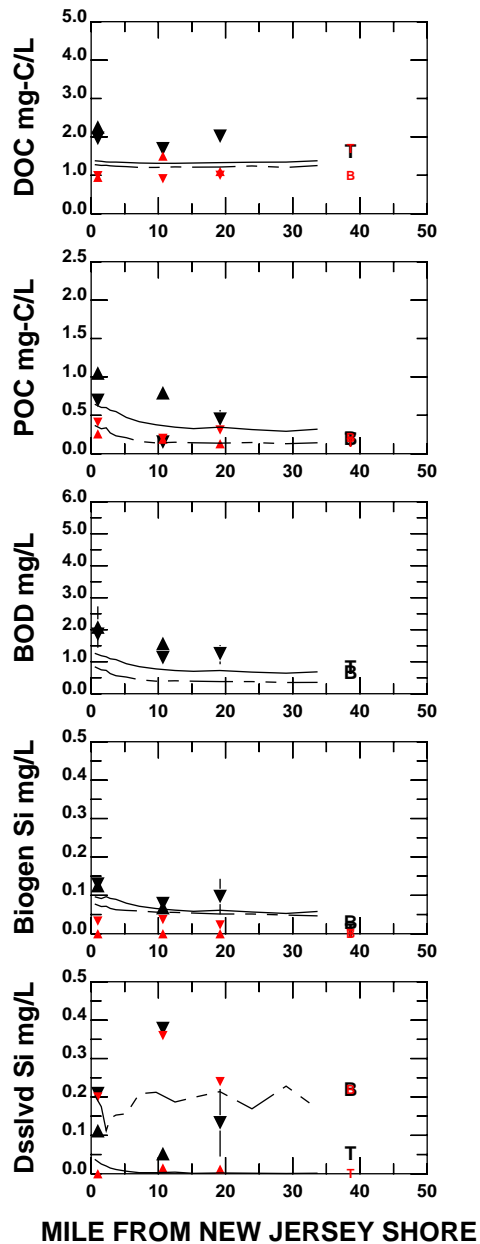 DOC mg-C/L
5.0
4.0
3.0
2.0
1.0
0.0
T
B
0 10 20 30 40 50
POC mg-C/L
2.5
2.0
1.5
1.0
0.5
0.0
B
0 10 20 30 40 50
BOD mg/L
6.0
5.0
4.0
3.0
2.0
1.0
0.0
T
B
0 10 20 30 40 50
Biogen Si mg/L
0.5
0.4
0.3
0.2
0.1
0.0
B
0 10 20 30 40 50
Dsslvd Si mg/L
0.5
0.4
0.3
0.2
0.1
0.0
B
T
T
0 10 20 30 40 50
MILE FROM NEW JERSEY SHORE